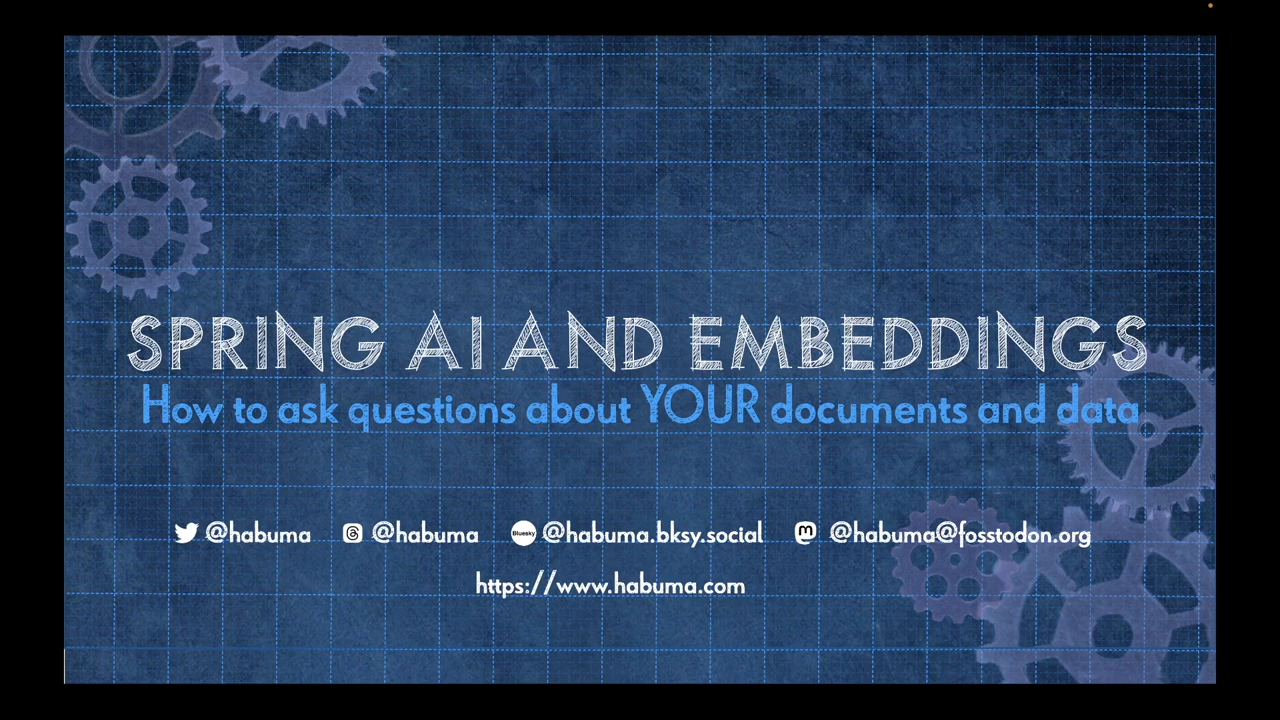 SPRING AI AND EMBEDDINGS
How to ask questions about YOUR documents and data
@habuma @habuma Bluesky @habuma.bksy.social @habuma@fosstodon.org
https://www.habuma.com